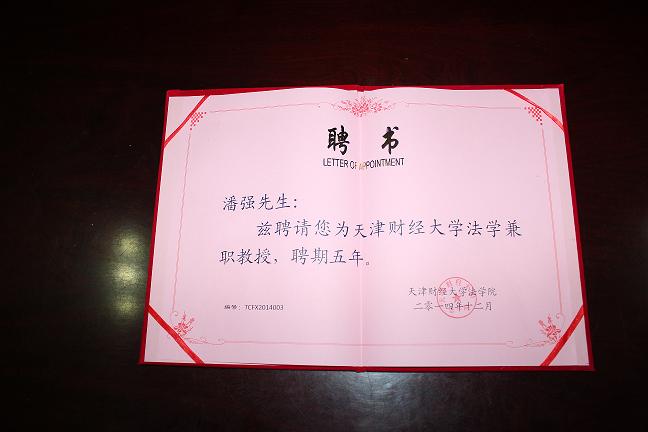 聘书
LETTER OF APPOINTMENT
潘强先生：
兹聘请您为天津财经大学法学兼
职教授，聘期五年。
天津财经大学法学院
编号：TCFX2014003
二零一四年十二月